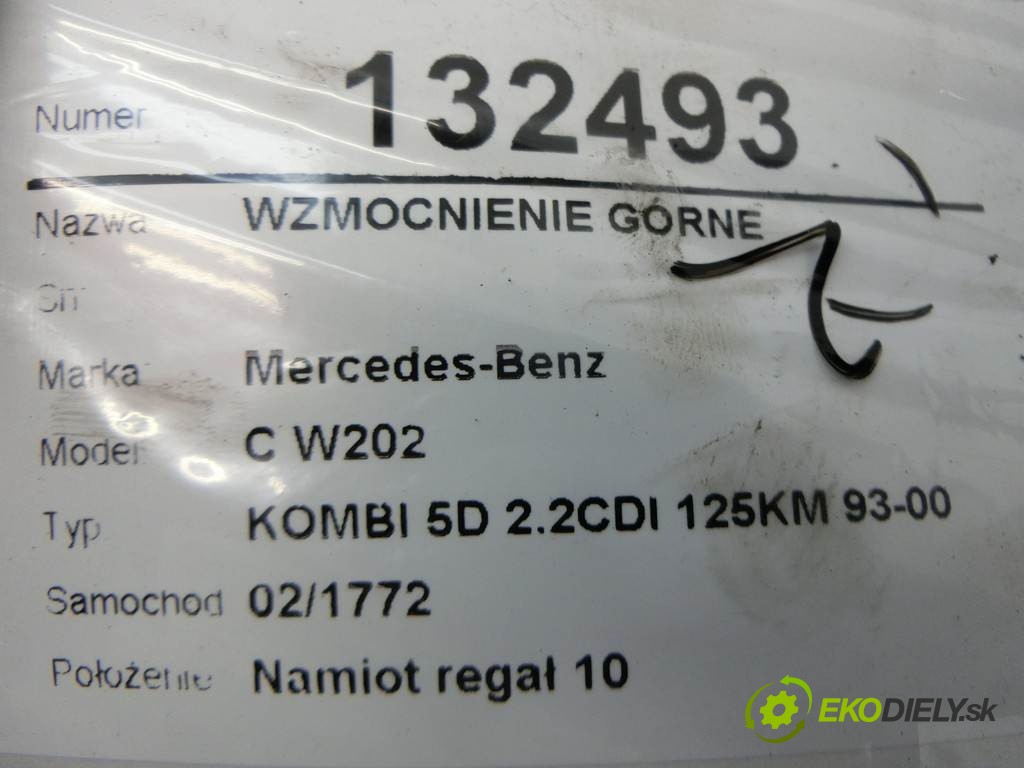 Numer 132493
Nazwa WZMOCNIENIE GÓRNE
Marka Mercedes-Benz
Model C W202
Typ KOMBI 5D 2.2CDI 125KM 93-00
Samochod 02/1772
Położenie Namiot regał 10
EKODIELY.sk